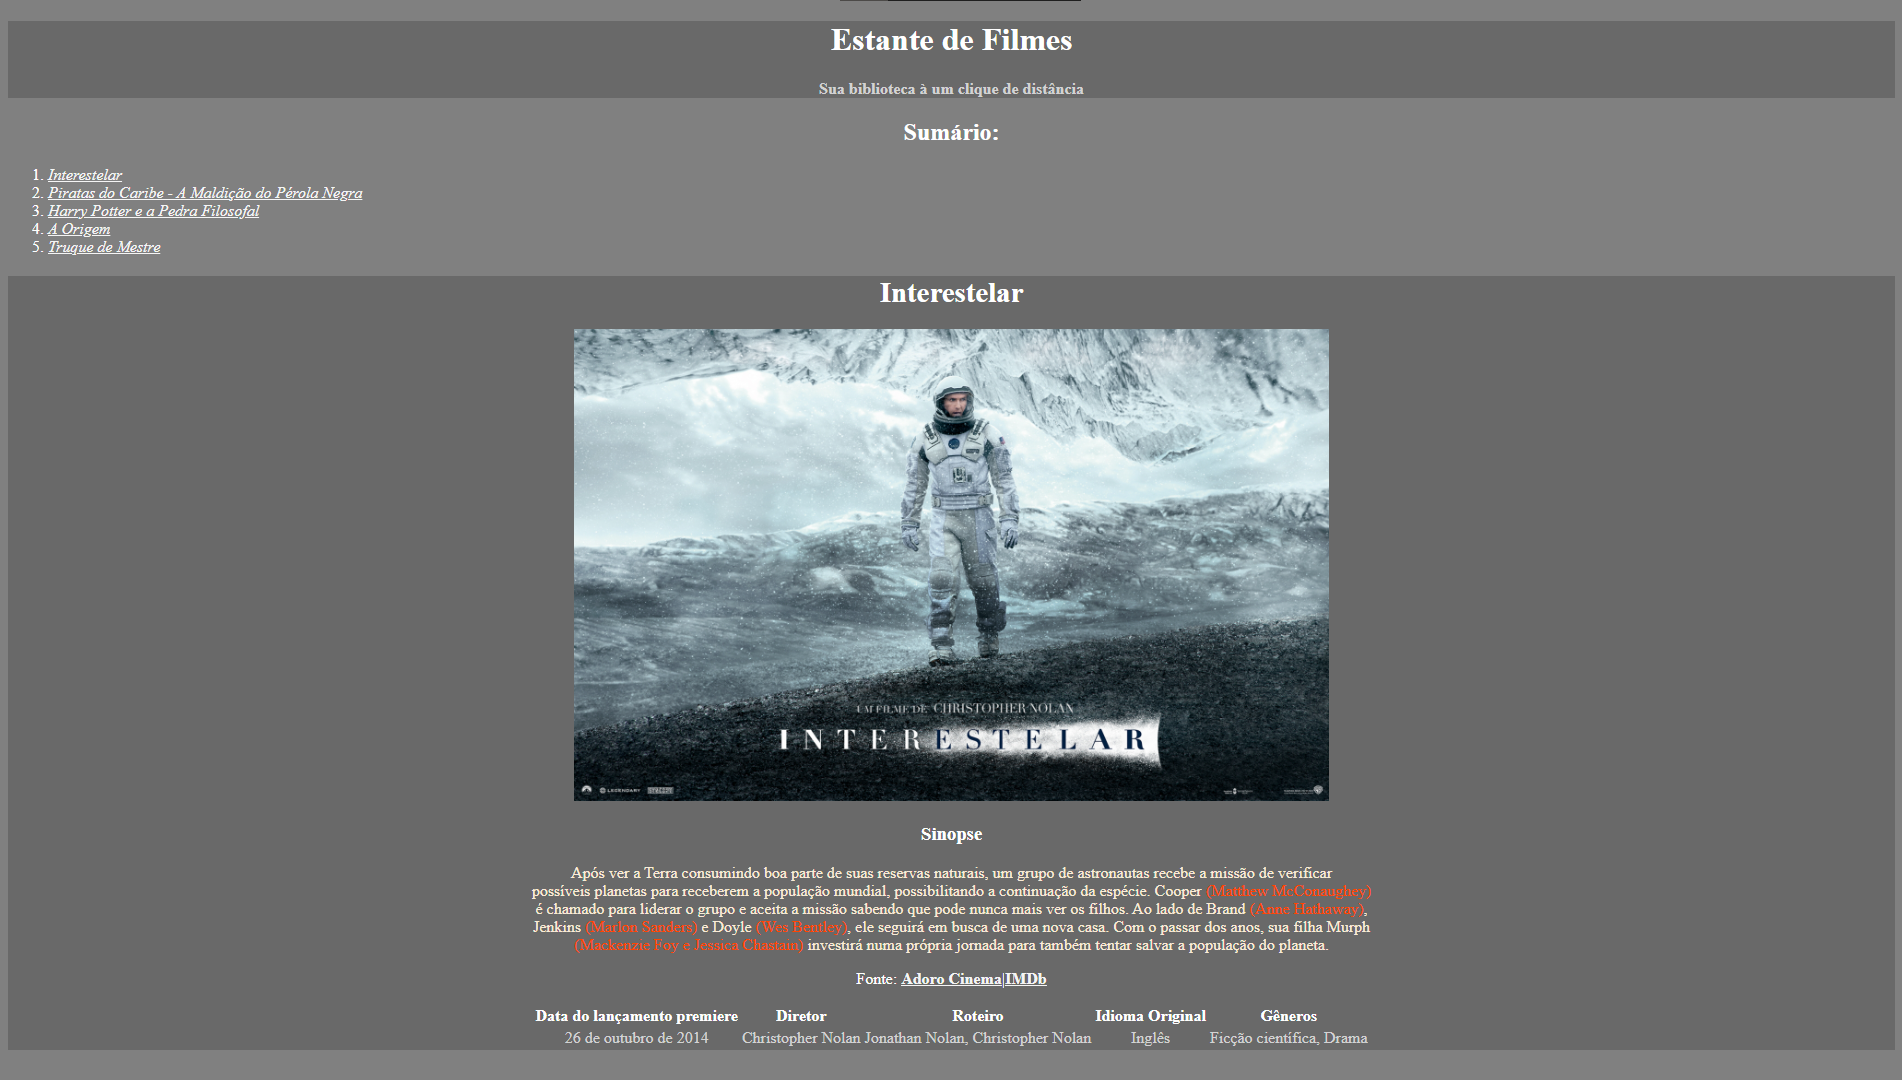 Estante de Filmes
Sua biblioteca à um clique de distância
Sumário:
1. Interestelar
2. Piratas do Caribe - A Maldição do Pérola Negra
3. Harry Potter e a Pedra Filosofal
4. A Origem
5. Truque de Mestre
Interestelar
UM FILME DE CHRISTOPHER NOLAN
INTERESTELAR
LEGENDARY
Sinopse
Após ver a Terra consumindo boa parte de suas reservas naturais, um grupo de astronautas recebe a missão de verificar
possíveis planetas para receberem a população mundial, possibilitando a continuação da espécie. Cooper (Matthew McConaughey)
é chamado para liderar o grupo e aceita a missão sabendo que pode nunca mais ver os filhos. Ao lado de Brand (Anne Hathaway),
Jenkins (Marlon Sanders) e Doyle (Wes Bentley), ele seguirá em busca de uma nova casa. Com o passar dos anos, sua filha Murph
(Mackenzie Foy e Jessica Chastain) investirá numa própria jornada para também tentar salvar a população do planeta.
Fonte: Adoro Cinema|IMDb
Data do lançamento premiere Diretor Roteiro Idioma Original Gêneros
26 de outubro de 2014 Christopher Nolan Jonathan Nolan, Christopher Nolan Inglês Ficção científica, Drama